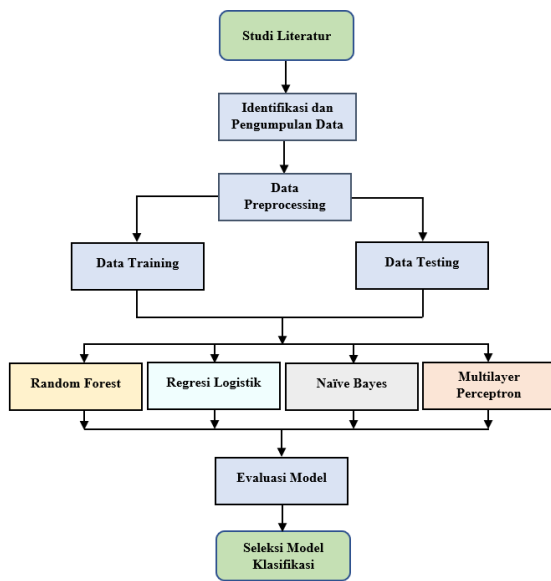 Studi Literatur
Identifikasi dan
Pengumpulan Data
Data
Preprocessing
Data Training
Data Testing
Random Forest
Regresi Logistik
Naïve Bayes
Multilayer
Perceptron
Evaluasi Model
Seleksi Model
Klasifikasi